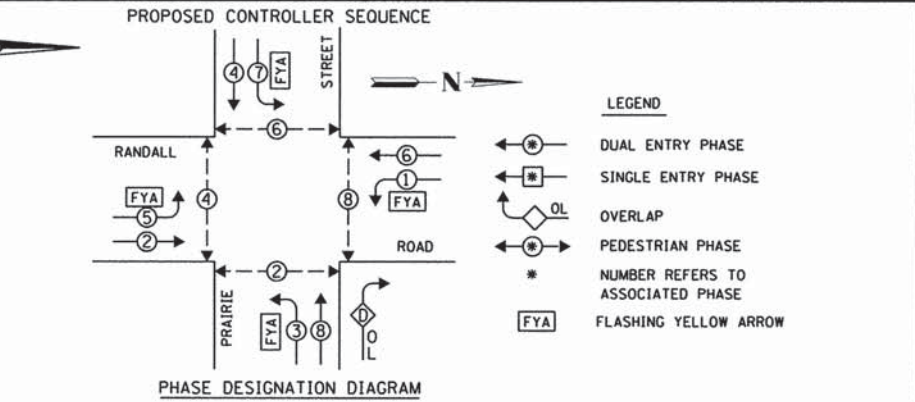 PROPOSED CONTROLLER SEQUENCE
4
7
FYA
STREET
N
6
RANDALL
6
1
FYA
FYA
5
2
4
8
ROAD
2
PRAIRIE
FYA
3
8
D
OL
PHASE DESIGNATION DIAGRAM
LEGEND
* DUAL ENTRY PHASE
* SINGLE ENTRY PHASE
OL OVERLAP
* PEDESTRIAN PHASE
* NUMBER REFERS TO
ASSOCIATED PHASE
FYA FLASHING YELLOW ARROW